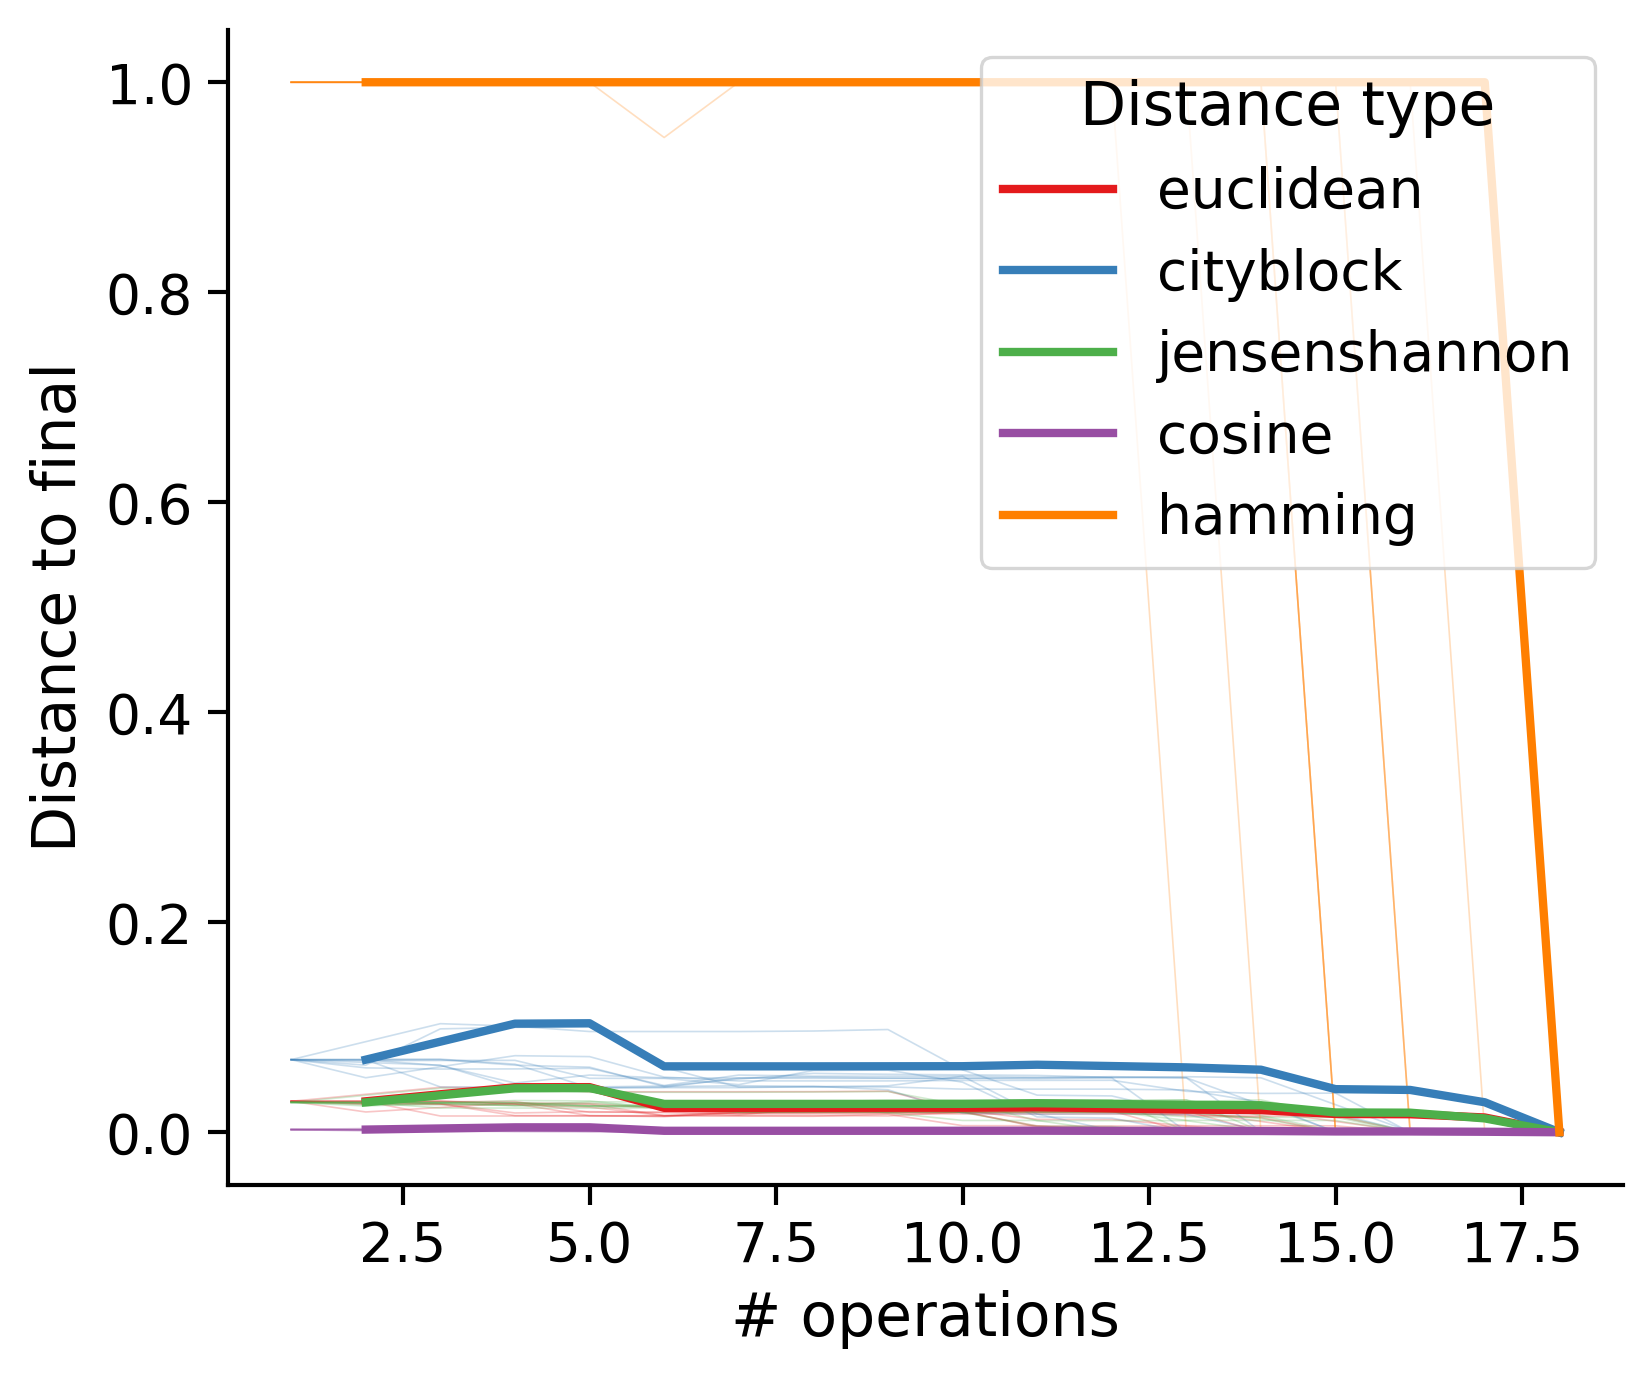 Distance to final
1.0
0.8
0.6
0.4
0.2
0.0
Distance type
euclidean
cityblock
jensenshannon
cosine
hamming
2.5 5.0 7.5 10.0 12.5 15.0 17.5
# operations